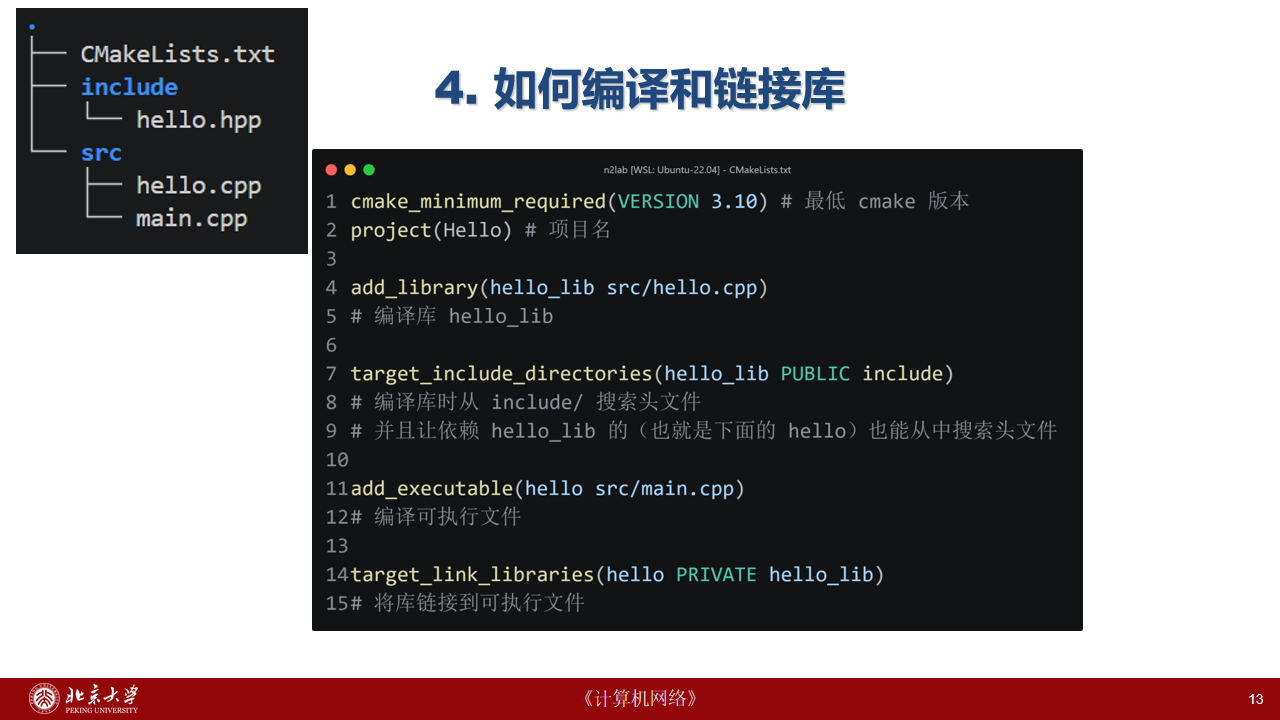 .
CMakeLists.txt
include
hello.hpp
src
hello.cpp
main.cpp
4. 如何编译和链接库
n2lab [WSL: Ubuntu-22.04] - CMakeLists.txt
1 cmake_minimum_required(VERSION 3.10) # 最低 cmake 版本
2 project(Hello) # 项目名
3
4 add_library(hello_lib src/hello.cpp)
5 # 编译库 hello_lib
6
7 target_include_directories(hello_lib PUBLIC include)
8 # 编译库时从 include/ 搜索头文件
9 # 并且让依赖 hello_lib 的（也就是下面的 hello）也能从中搜索头文件
10
11 add_executable(hello src/main.cpp)
12 # 编译可执行文件
13
14 target_link_libraries(hello PRIVATE hello_lib)
15 # 将库链接到可执行文件
北京大学
PEKING UNIVERSITY
《计算机网络》
13